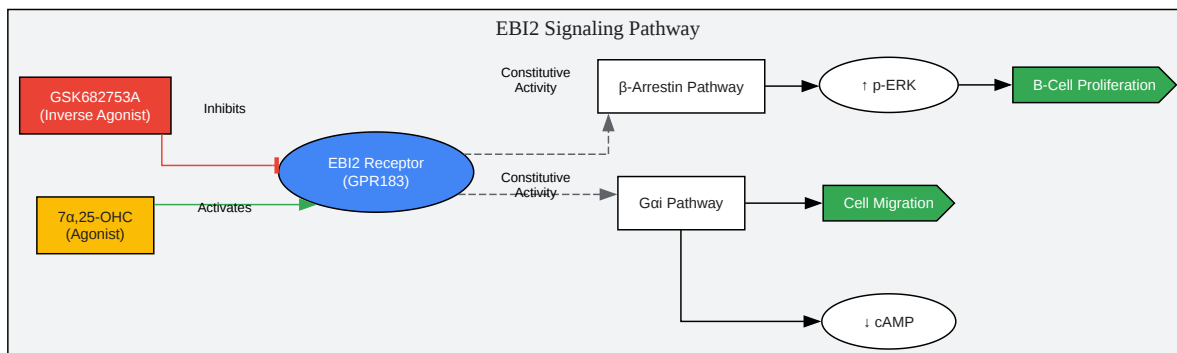 EBI2 Signaling Pathway
GSK682753A
(Inverse Agonist)
Inhibits
7α,25-OHC
(Agonist)
Activates
EBI2 Receptor
(GPR183)
Constitutive
Activity
β-Arrestin Pathway
↑ p-ERK
B-Cell Proliferation
Constitutive
Activity
Gαi Pathway
Cell Migration
↓ cAMP